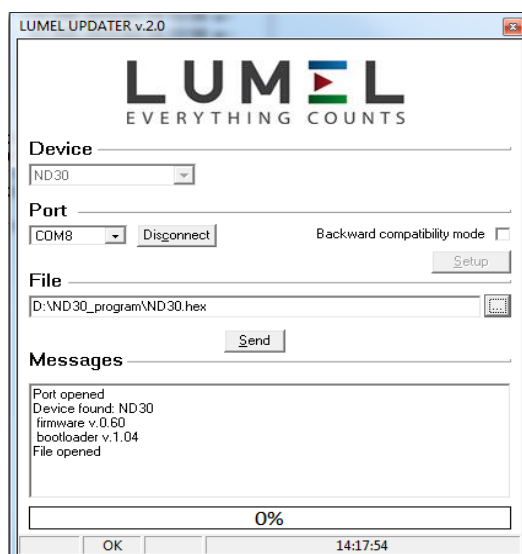 LUMEL UPDATER v.2.0
LUMEL
EVERYTHING COUNTS
Device
ND30
Port
COM8 Disconnect Backward compatibility mode
Setup
File
D:\ND30_program\ND30.hex ...
Send
Messages
Port opened
Device found: ND30
firmware v.0.60
bootloader v.1.04
File opened
0%
OK 14:17:54